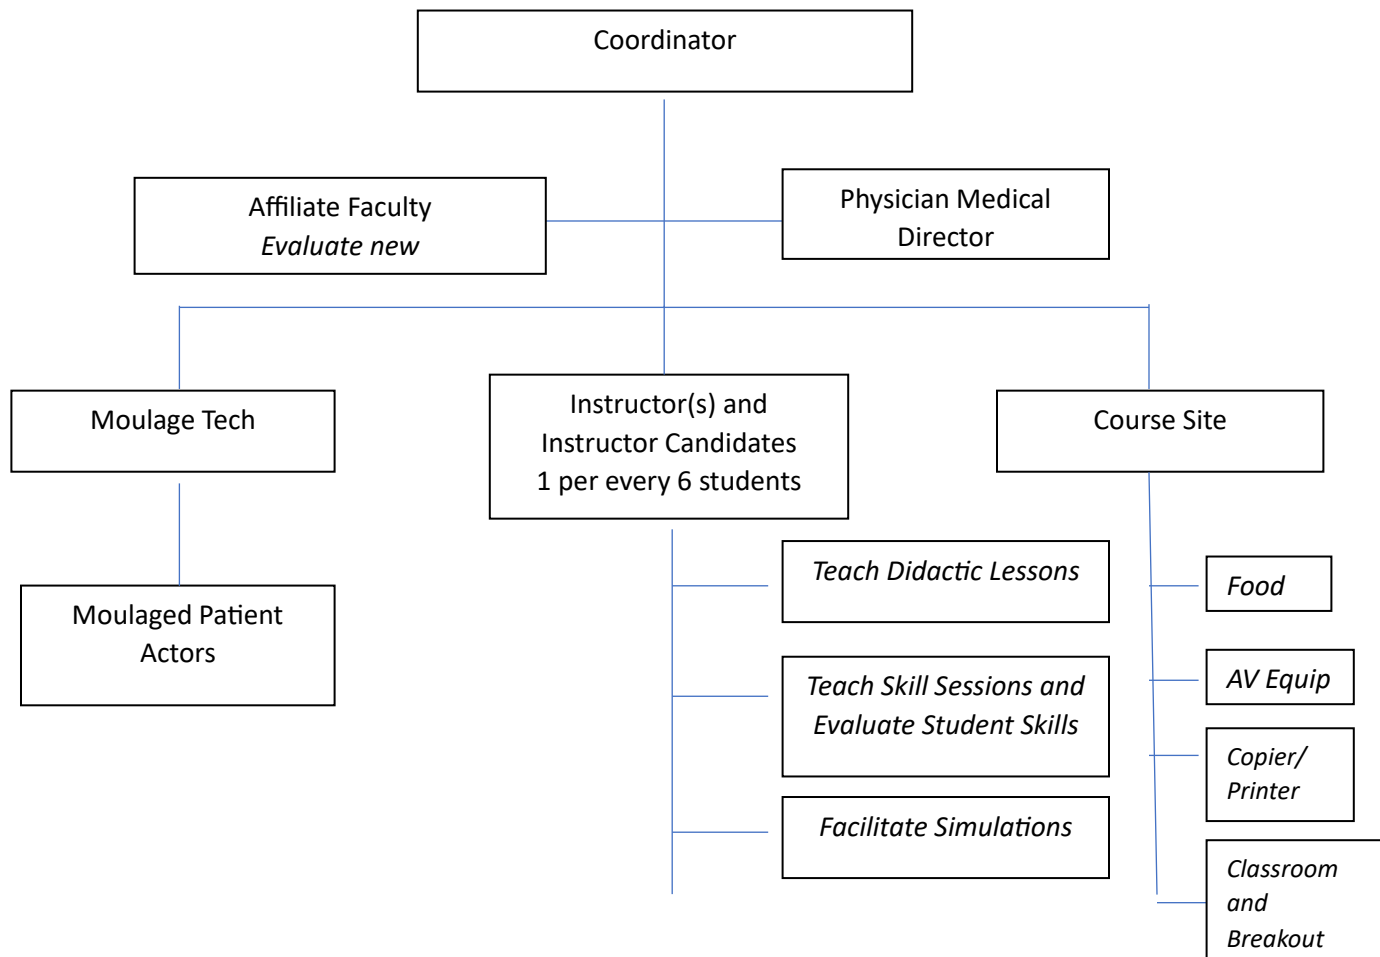 Coordinator
Affiliate Faculty
Evaluate new
Physician Medical
Director
Moulage Tech
Instructor(s) and
Instructor Candidates
1 per every 6 students
Course Site
Moulaged Patient
Actors
Teach Didactic Lessons
Teach Skill Sessions and
Evaluate Student Skills
Facilitate Simulations
Food
AV Equip
Copier/
Printer
Classroom
and
Breakout